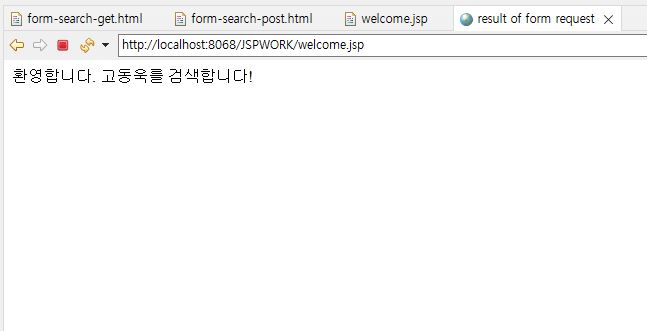 form-search-get.html form-search-post.html welcome.jsp result of form request
http://localhost:8068/JSPWORK/welcome.jsp
환영합니다. 고동욱를 검색합니다!